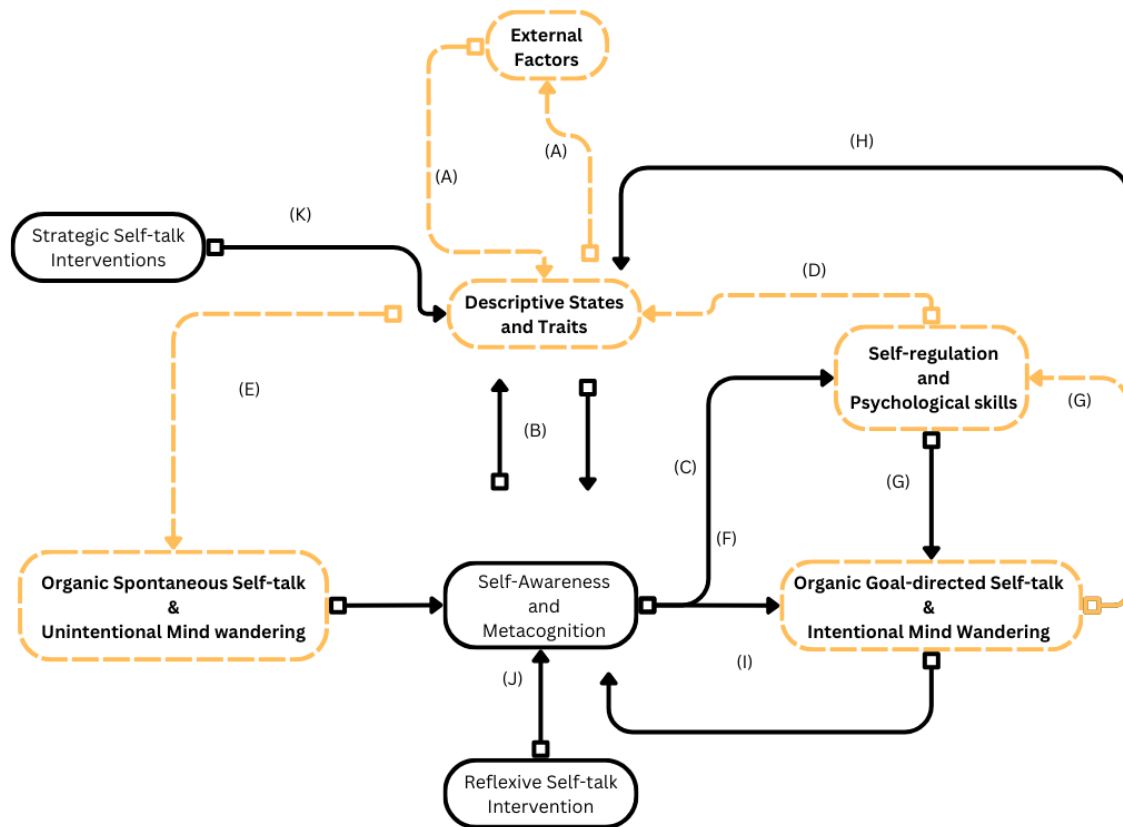 External
Factors
(H)
(A)
(A)
(K)
Strategic Self-talk
Interventions
(D)
Descriptive States
and Traits
Self-regulation
and
Psychological skills
(E)
(G)
(B)
(C)
(G)
(F)
Organic Spontaneous Self-talk
&
Unintentional Mind wandering
Self-Awareness
and
Metacognition
Organic Goal-directed Self-talk
&
Intentional Mind Wandering
(I)
(J)
Reflexive Self-talk
Intervention